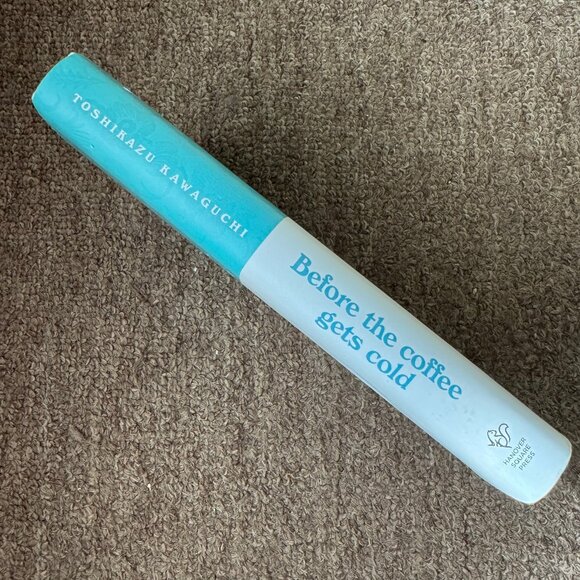 TOSHIKAZU KAWAGUCHI
Before the coffee
gets cold
HANOVER
SQUARE
PRESS